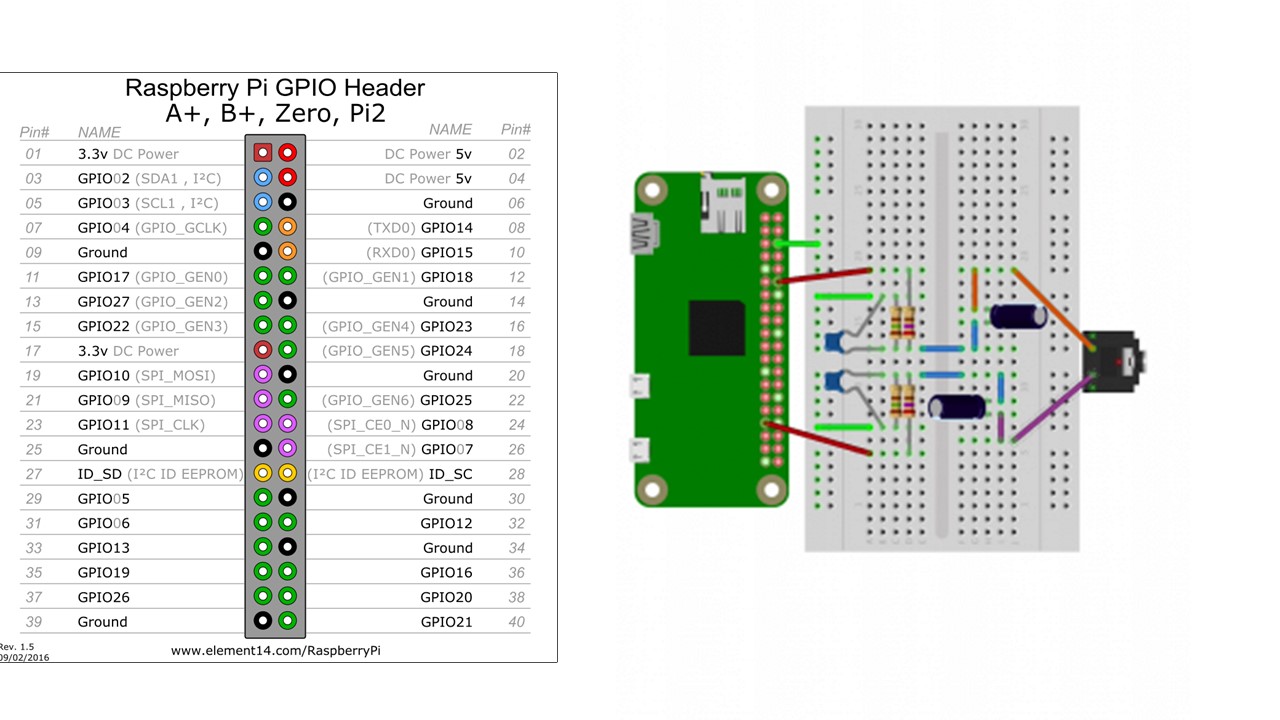 Raspberry Pi GPIO Header
A+, B+, Zero, Pi2
Pin# NAME NAME Pin#
01 3.3v DC Power DC Power 5v 02
03 GPIO02 (SDA1 , I²C) DC Power 5v 04
05 GPIO03 (SCL1 , I²C) Ground 06
07 GPIO04 (GPIO_GCLK) (TXD0) GPIO14 08
09 Ground (RXD0) GPIO15 10
11 GPIO17 (GPIO_GEN0) (GPIO_GEN1) GPIO18 12
13 GPIO27 (GPIO_GEN2) Ground 14
15 GPIO22 (GPIO_GEN3) (GPIO_GEN4) GPIO23 16
17 3.3v DC Power (GPIO_GEN5) GPIO24 18
19 GPIO10 (SPI_MOSI) Ground 20
21 GPIO09 (SPI_MISO) (GPIO_GEN6) GPIO25 22
23 GPIO11 (SPI_CLK) (SPI_CE0_N) GPIO08 24
25 Ground (SPI_CE1_N) GPIO07 26
27 ID_SD (I²C ID EEPROM) (I²C ID EEPROM) ID_SC 28
29 GPIO05 Ground 30
31 GPIO06 GPIO12 32
33 GPIO13 Ground 34
35 GPIO19 GPIO16 36
37 GPIO26 GPIO20 38
39 Ground GPIO21 40
Rev. 1.5
09/02/2016
www.element14.com/RaspberryPi